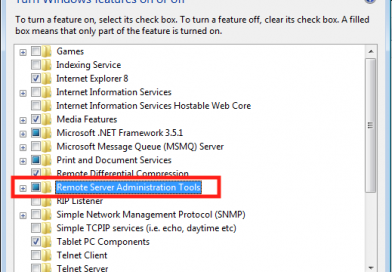 Turn Windows features on or off
To turn a feature on, select its check box. To turn a feature off, clear its check box. A filled
box means that only part of the feature is turned on.
Games
Indexing Service
Internet Explorer 8
Internet Information Services
Internet Information Services Hostable Web Core
Media Features
Microsoft .NET Framework 3.5.1
Microsoft Message Queue (MSMQ) Server
Print and Document Services
Remote Differential Compression
Remote Server Administration Tools
RIP Listener
Simple Network Management Protocol (SNMP)
Simple TCPIP services (i.e. echo, daytime etc)
Tablet PC Components
Telnet Client
Telnet Server